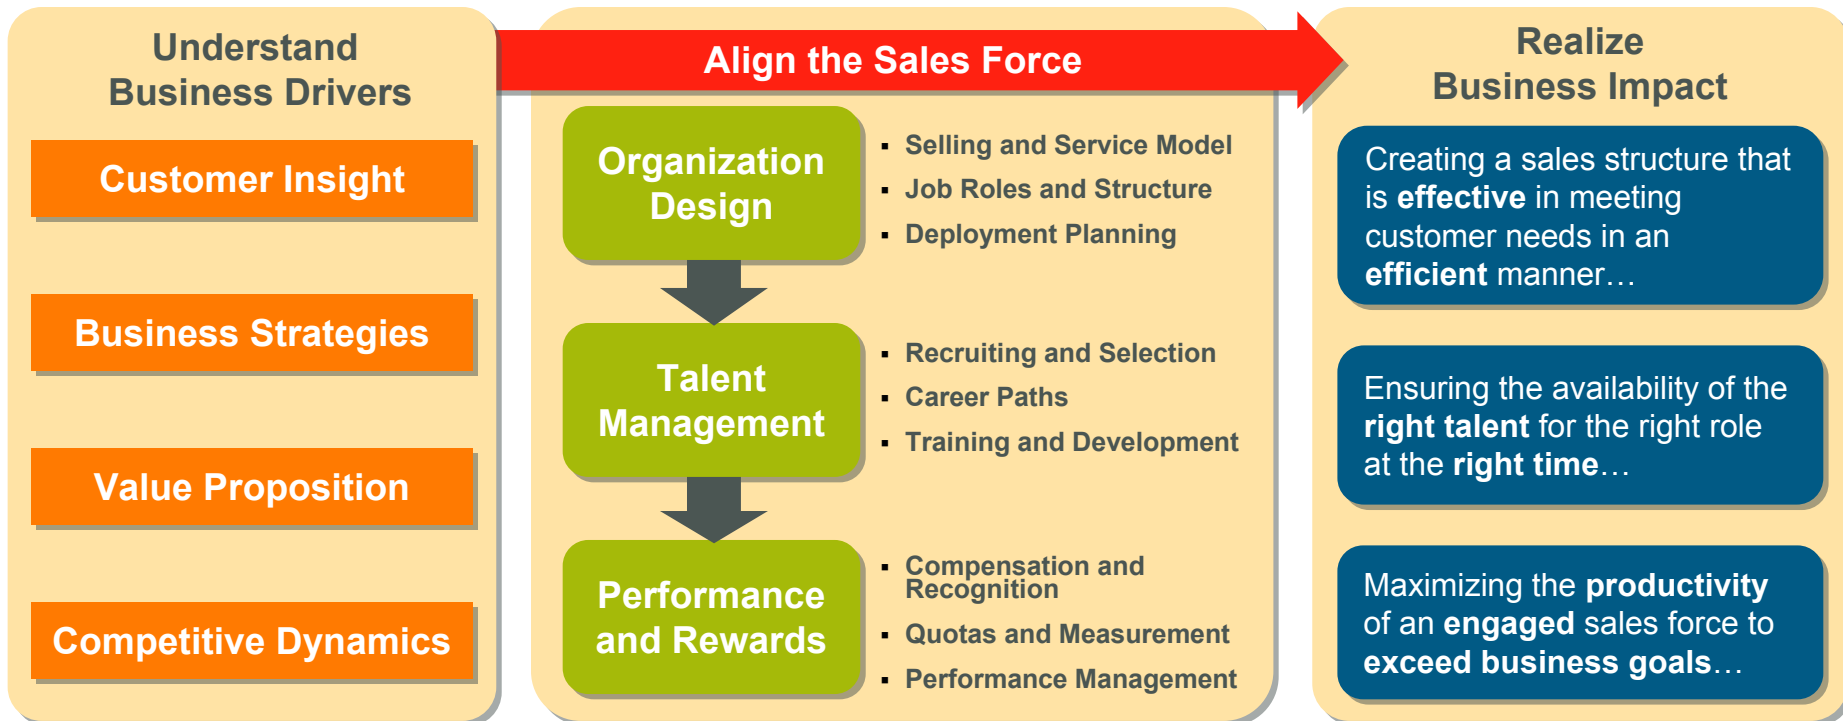 Understand
Business Drivers
Customer Insight
Business Strategies
Value Proposition
Competitive Dynamics
Align the Sales Force
Organization
Design
▪ Selling and Service Model
▪ Job Roles and Structure
▪ Deployment Planning
Talent
Management
▪ Recruiting and Selection
▪ Career Paths
▪ Training and Development
Performance
and Rewards
▪ Compensation and
Recognition
▪ Quotas and Measurement
▪ Performance Management
Realize
Business Impact
Creating a sales structure that
is effective in meeting
customer needs in an
efficient manner…
Ensuring the availability of the
right talent for the right role
at the right time…
Maximizing the productivity
of an engaged sales force to
exceed business goals…